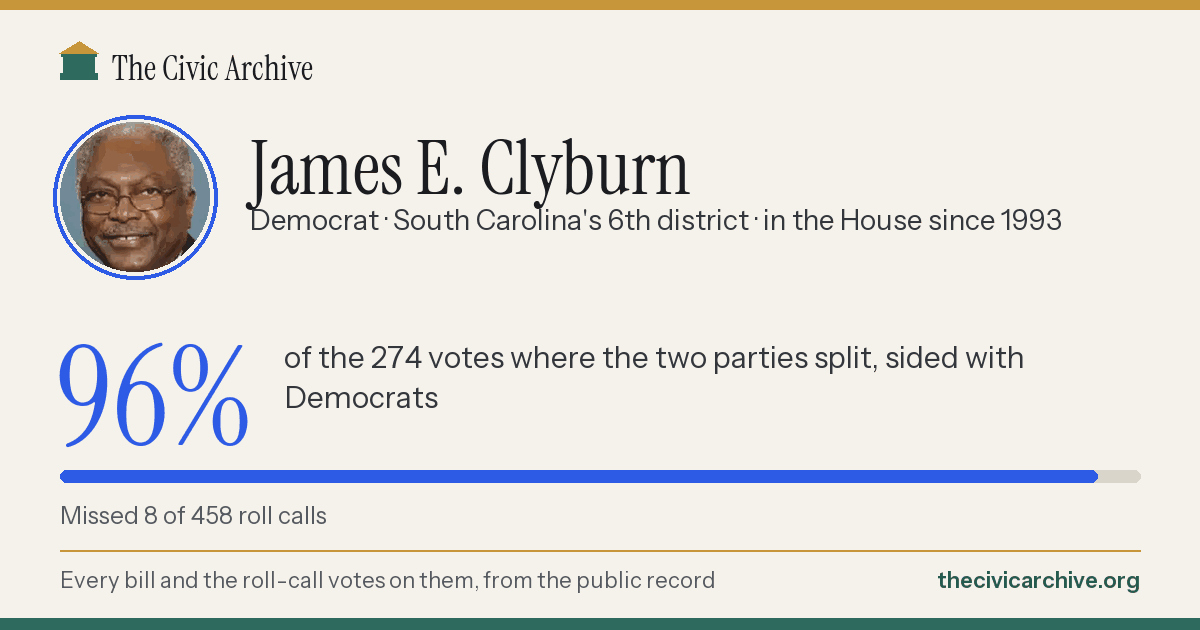 The Civic Archive
James E. Clyburn
Democrat · South Carolina's 6th district · in the House since 1993
96%
of the 274 votes where the two parties split, sided with
Democrats
Missed 8 of 458 roll calls
Every bill and the roll-call votes on them, from the public record
thecivicarchive.org